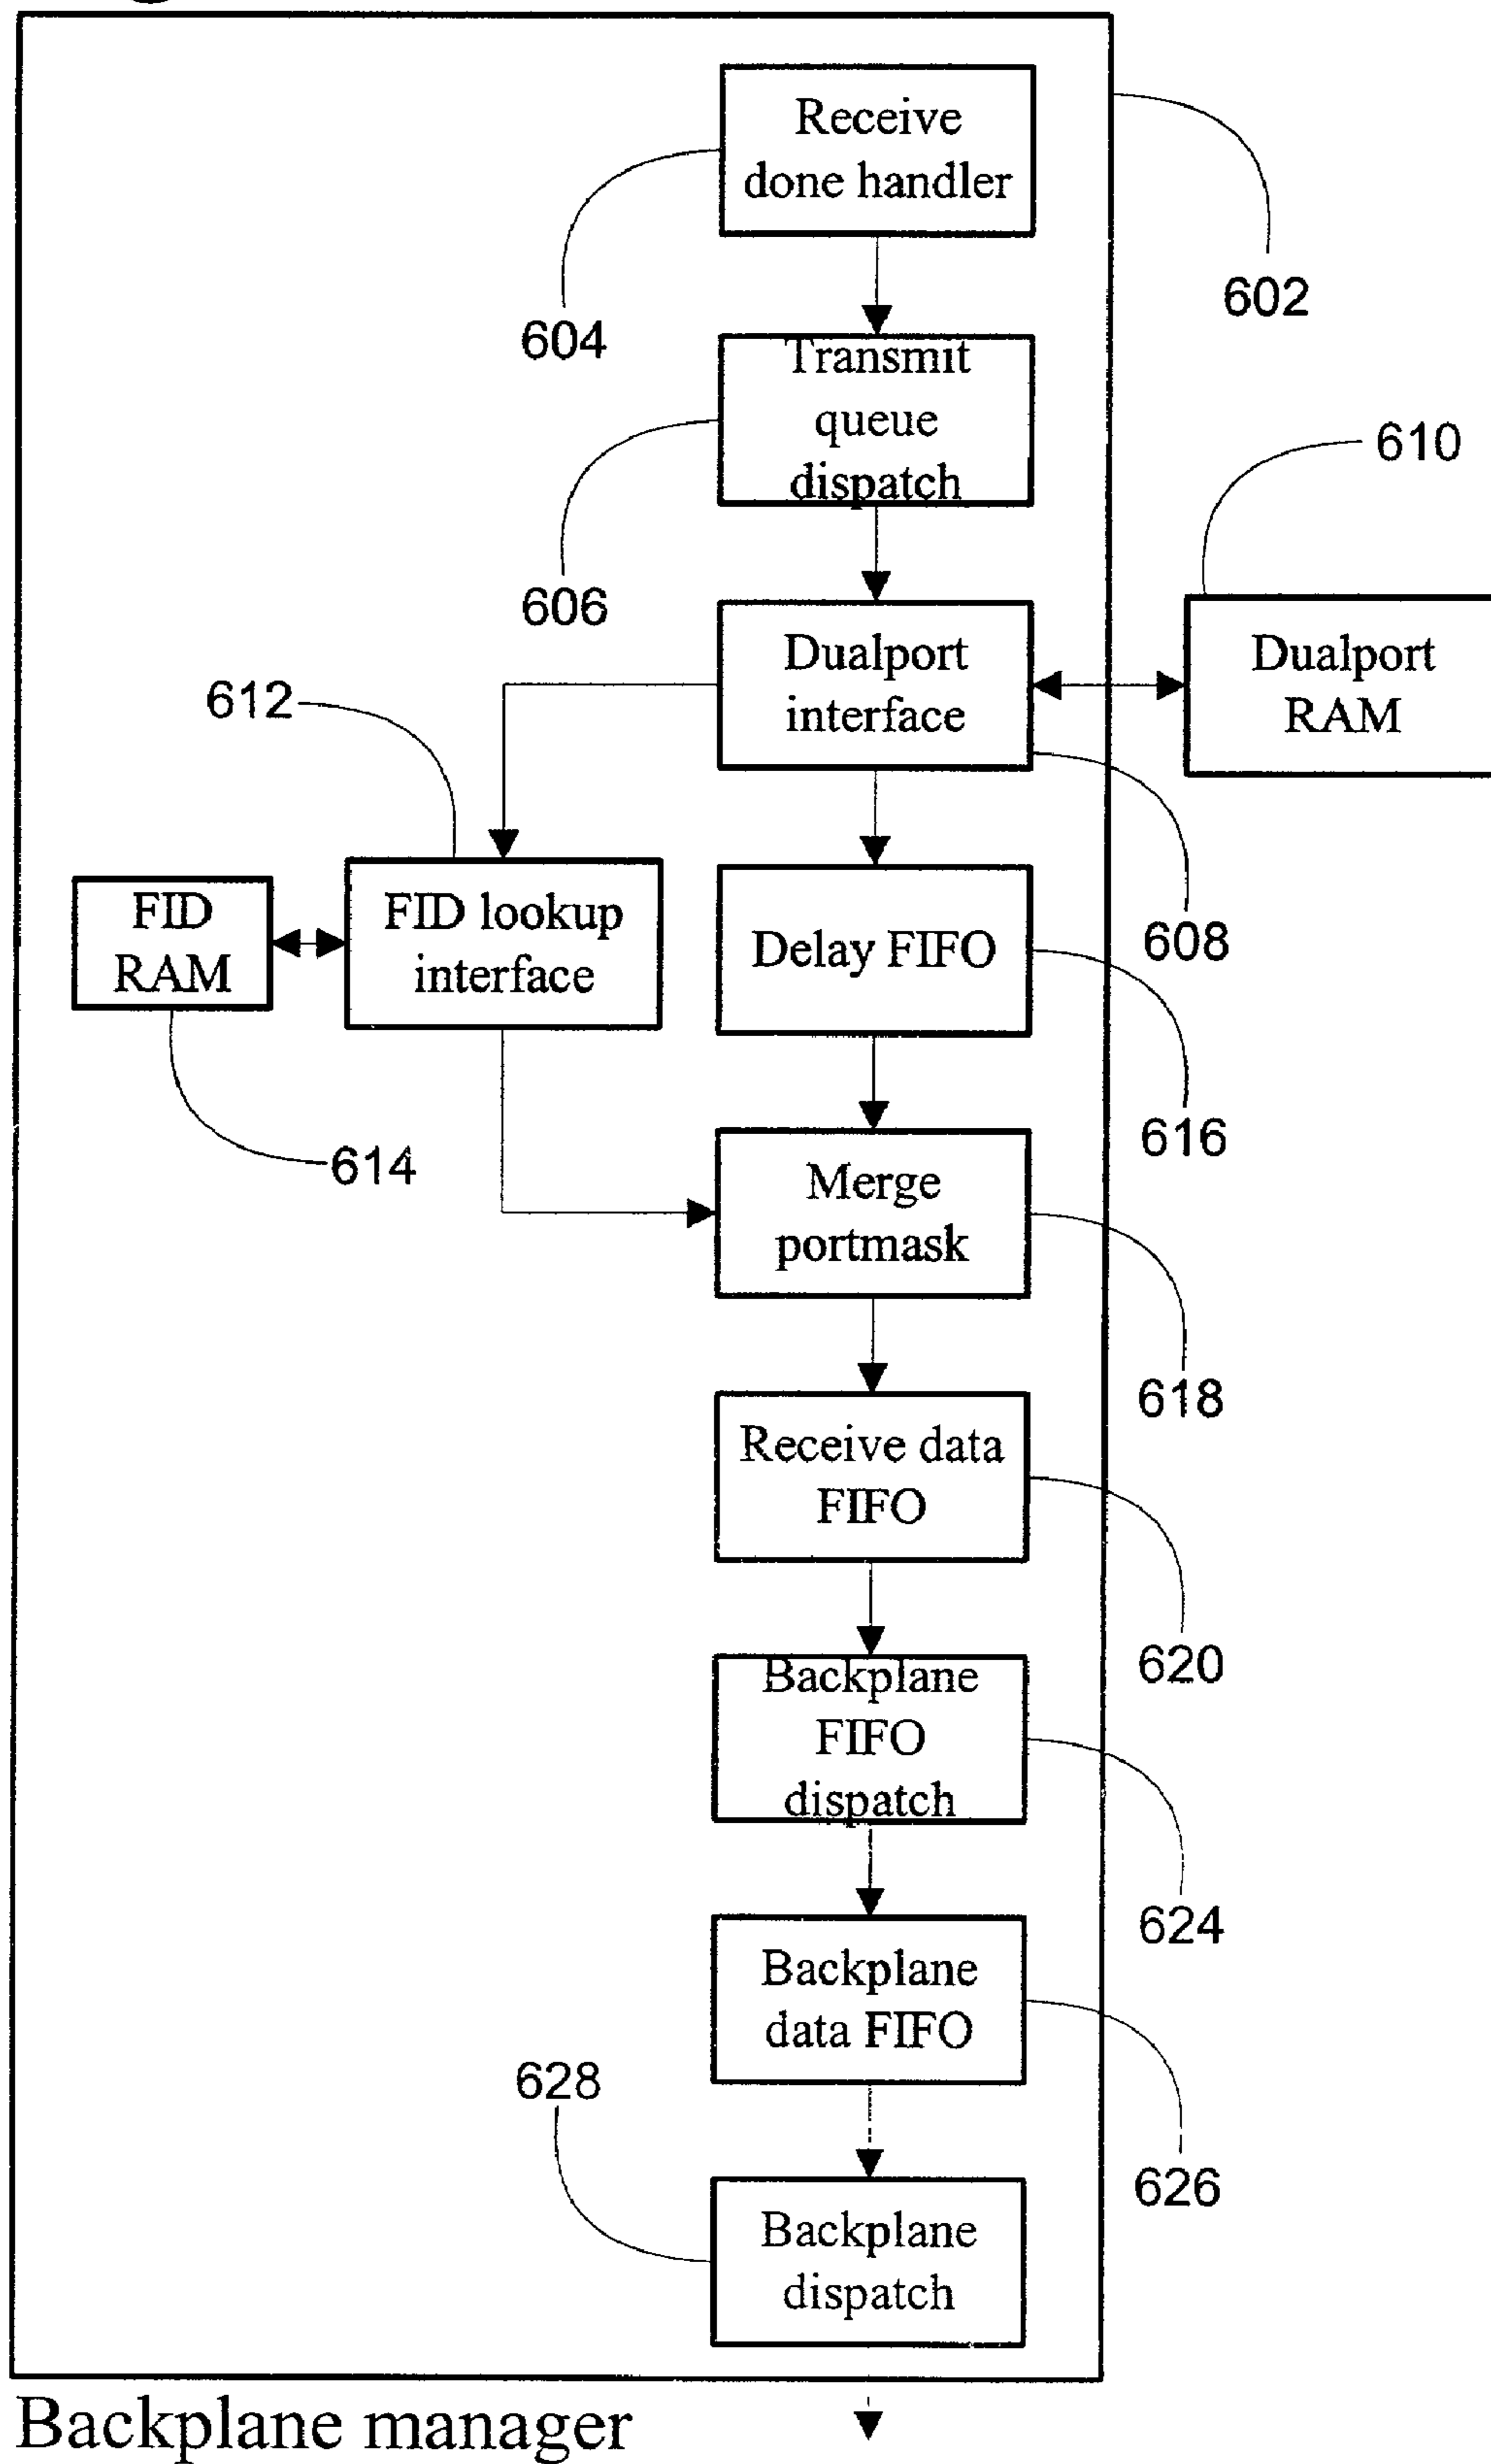 Receive
done handler
602
604
Transmit
queue
dispatch
610
606
Dualport
interface
Dualport
RAM
612
FID
RAM
FID lookup
interface
Delay FIFO
608
614
616
Merge
portmask
618
Receive data
FIFO
620
Backplane
FIFO
dispatch
624
Backplane
data FIFO
628
626
Backplane
dispatch
Backplane manager